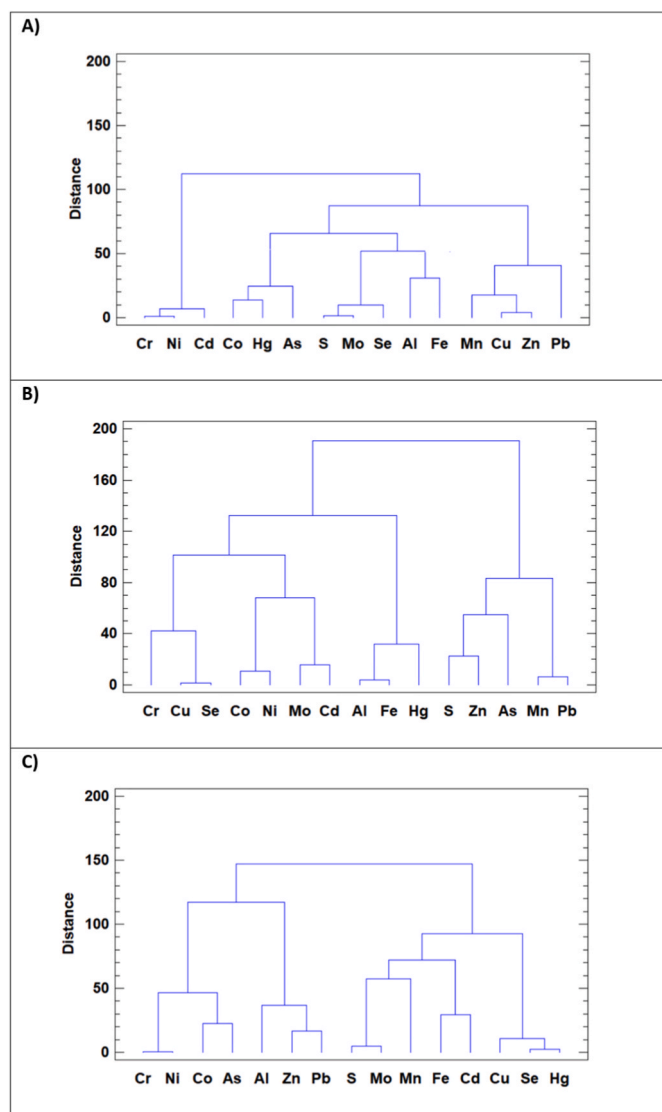 A)
200
150
Distance
100
50
0
Cr Ni Cd Co Hg As S Mo Se Al Fe Mn Cu Zn Pb
B)
200
160
Distance
120
80
40
0
Cr Cu Se Co Ni Mo Cd Al Fe Hg S Zn As Mn Pb
C)
200
150
Distance
100
50
0
Cr Ni Co As Al Zn Pb S Mo Mn Fe Cd Cu Se Hg